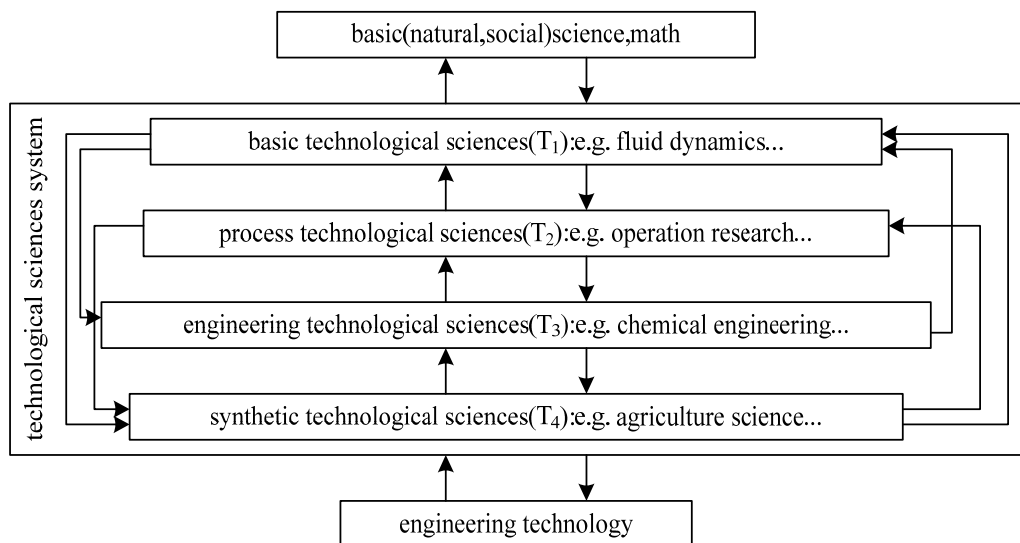 basic(natural,social)science,math
technological sciences system
basic technological sciences(T₁):e.g. fluid dynamics...
process technological sciences(T₂):e.g. operation research...
engineering technological sciences(T₃):e.g. chemical engineering...
synthetic technological sciences(T₄):e.g. agriculture science...
engineering technology